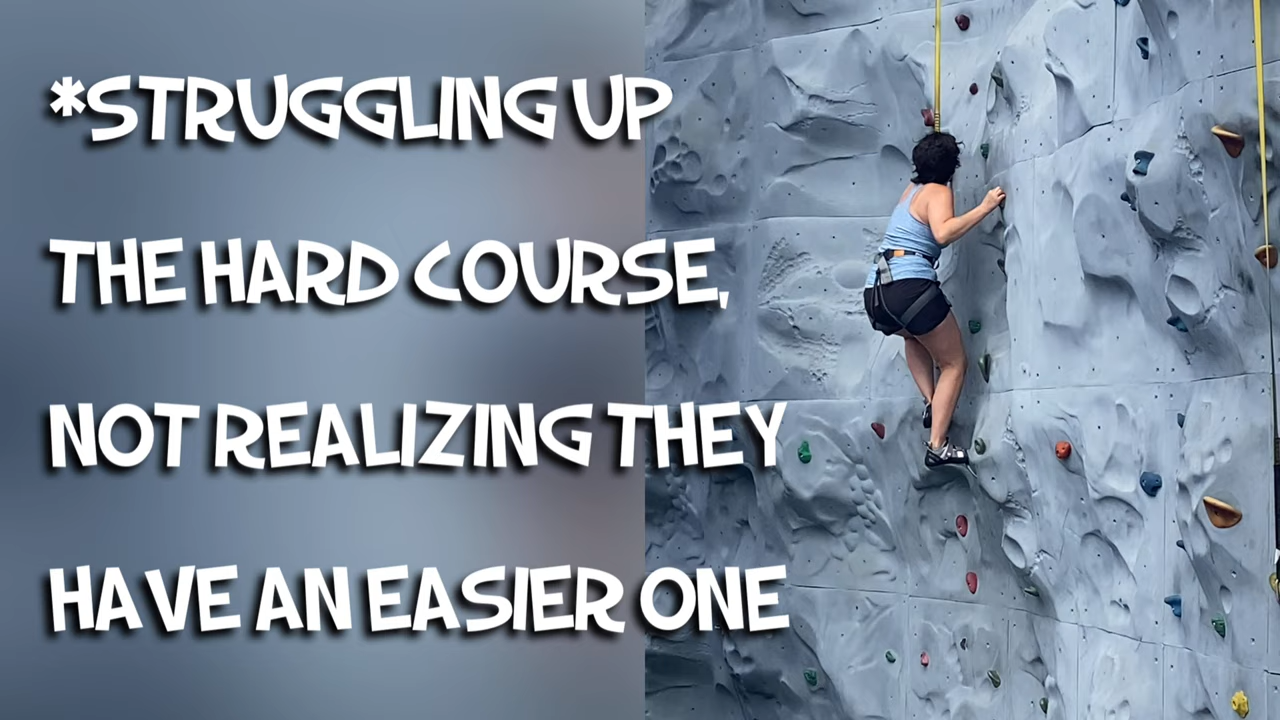 *STRUGGLING UP
THE HARD COURSE,
NOT REALIZING THEY
HAVE AN EASIER ONE